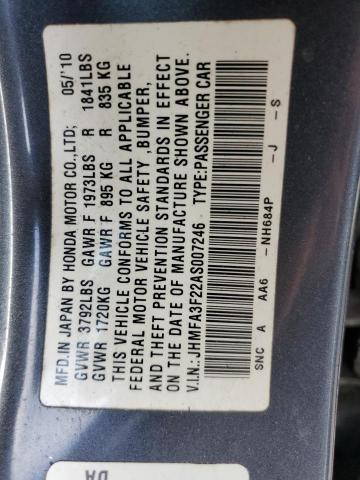 MFD.IN JAPAN BY HONDA MOTOR CO.,LTD; 05/'10
GVWR 3792LBS GAWR F 1973LBS R 1841LBS
GVWR 1720KG GAWR F 895 KG R 835 KG
THIS VEHICLE CONFORMS TO ALL APPLICABLE
FEDERAL MOTOR VEHICLE SAFETY ,BUMPER,
AND THEFT PREVENTION STANDARDS IN EFFECT
ON THE DATE OF MANUFACTURE SHOWN ABOVE.
V.I.N.:JHMFA3F22AS007246 TYPE:PASSENGER CAR
SNC A AA6 -NH684P -J -S
DA